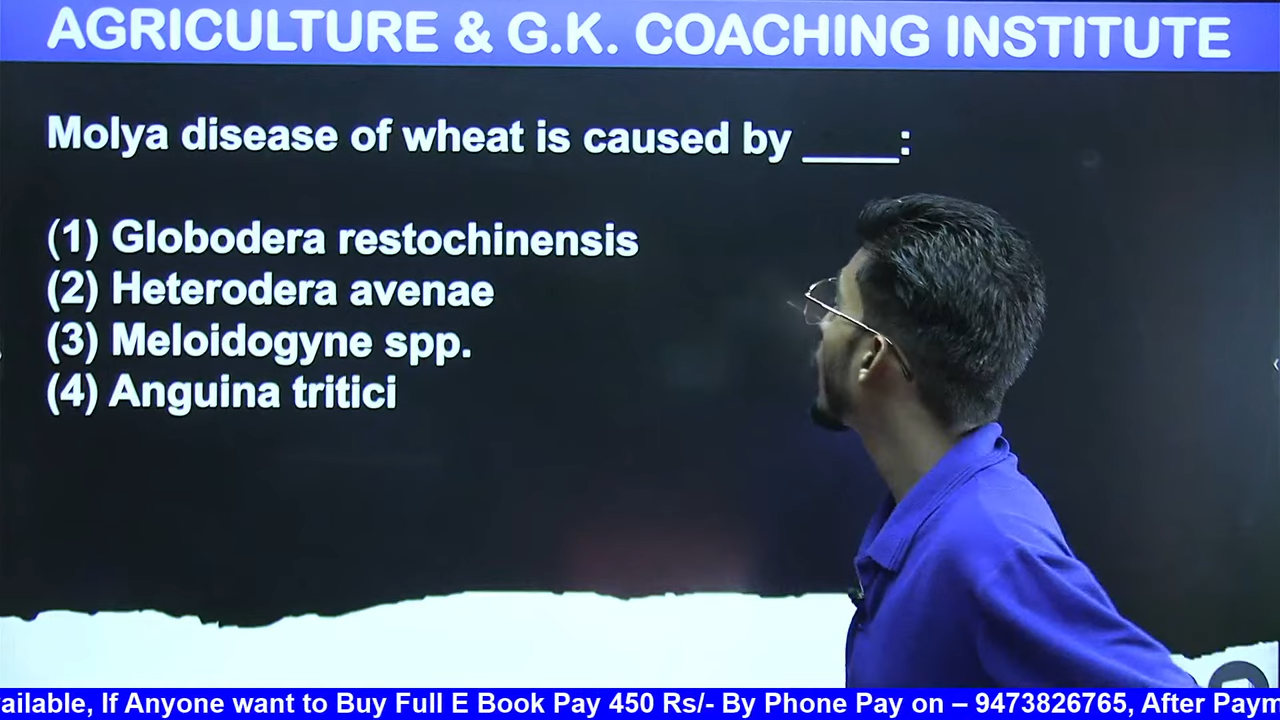 AGRICULTURE & G.K. COACHING INSTITUTE
Molya disease of wheat is caused by ____:
(1) Globodera restochinensis
(2) Heterodera avenae
(3) Meloidogyne spp.
(4) Anguina tritici
ailable, If Anyone want to Buy Full E Book Pay 450 Rs/- By Phone Pay on – 9473826765, After Paym